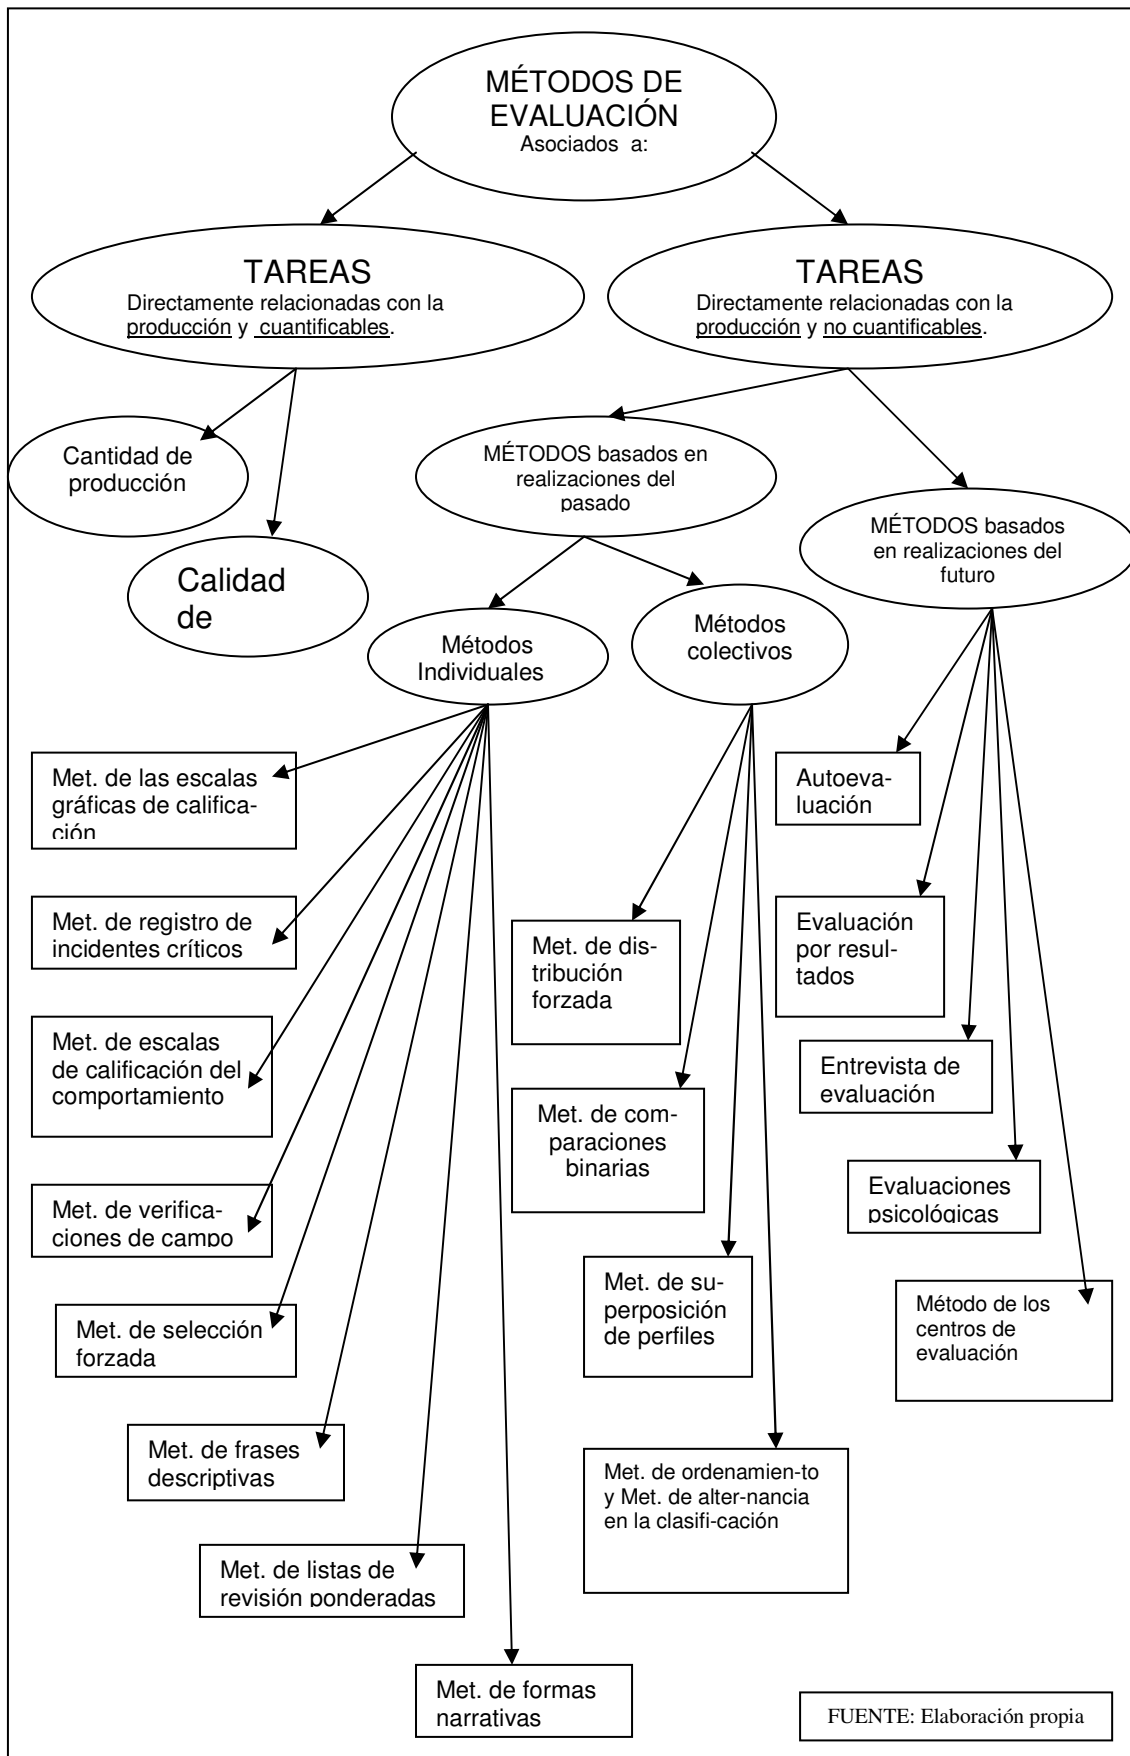 MÉTODOS DE
EVALUACIÓN
Asociados a:
TAREAS
Directamente relacionadas con la
producción y cuantificables.
TAREAS
Directamente relacionadas con la
producción y no cuantificables.
Cantidad de
producción
Calidad
de
MÉTODOS basados en
realizaciones del
pasado
MÉTODOS basados
en realizaciones del
futuro
Métodos
Individuales
Métodos
colectivos
Met. de las escalas
gráficas de califica-
ción
Met. de registro de
incidentes críticos
Met. de escalas
de calificación del
comportamiento
Met. de verifica-
ciones de campo
Met. de selección
forzada
Met. de frases
descriptivas
Met. de listas de
revisión ponderadas
Met. de formas
narrativas
Met. de dis-
tribución
forzada
Met. de com-
paraciones
binarias
Met. de su-
perposición
de perfiles
Met. de ordenamien-to
y Met. de alter-nancia
en la clasifi-cación
Autoeva-
luación
Evaluación
por resul-
tados
Entrevista de
evaluación
Evaluaciones
psicológicas
Método de los
centros de
evaluación
FUENTE: Elaboración propia